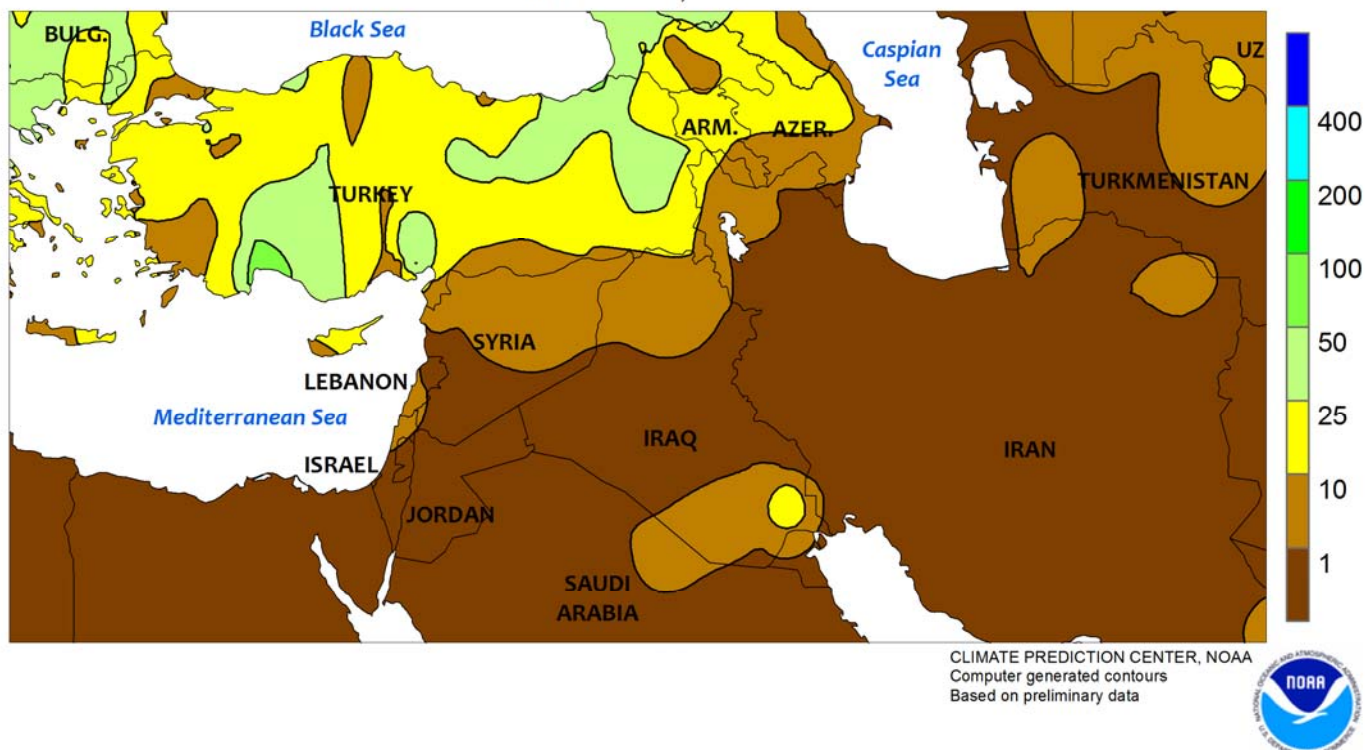 BULG.
Black Sea
Caspian
Sea
UZ
ARM.
AZER.
TURKEY
TURKMENISTAN
SYRIA
LEBANON
Mediterranean Sea
ISRAEL
IRAQ
IRAN
JORDAN
SAUDI
ARABIA
400
200
100
50
25
10
1
CLIMATE PREDICTION CENTER, NOAA
Computer generated contours
Based on preliminary data
NOAA